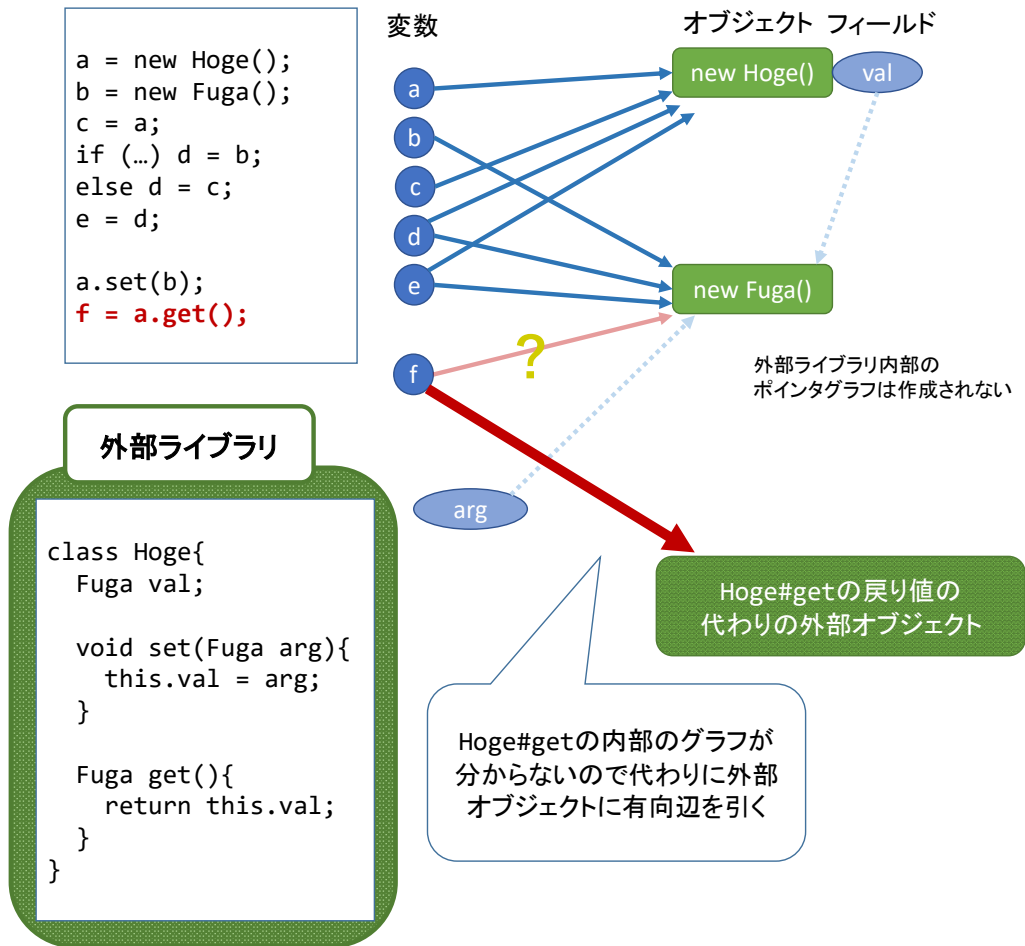 a = new Hoge();
b = new Fuga();
c = a;
if (…) d = b;
else d = c;
e = d;
a.set(b);
f = a.get();
変数
オブジェクト
フィールド
a
b
c
d
e
f
new Hoge()
val
new Fuga()
?
arg
外部ライブラリ内部の
ポインタグラフは作成されない
外部ライブラリ
class Hoge{
Fuga val;
void set(Fuga arg){
this.val = arg;
}
Fuga get(){
return this.val;
}
}
Hoge#getの戻り値の
代わりの外部オブジェクト
Hoge#getの内部のグラフが
分からないので代わりに外部
オブジェクトに有向辺を引く